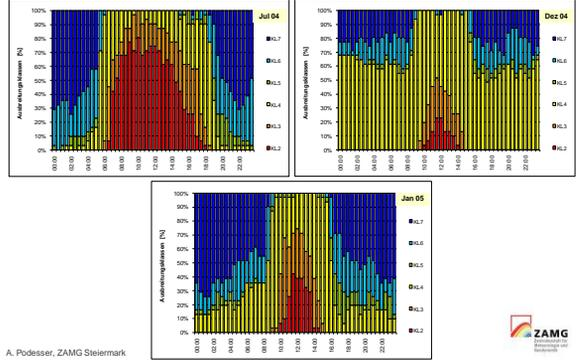 Jul 04
Ausbreitungsklassen [%]
100%
90%
80%
70%
60%
50%
40%
30%
20%
10%
0%
00:00
02:00
04:00
06:00
08:00
10:00
12:00
14:00
16:00
18:00
20:00
22:00
KL7
KL6
KL5
KL4
KL3
KL2
Dez 04
Ausbreitungsklassen [%]
100%
90%
80%
70%
60%
50%
40%
30%
20%
10%
0%
00:00
02:00
04:00
06:00
08:00
10:00
12:00
14:00
16:00
18:00
20:00
22:00
KL7
KL6
KL5
KL4
KL3
KL2
Jan 05
Ausbreitungsklassen [%]
100%
90%
80%
70%
60%
50%
40%
30%
20%
10%
0%
00:00
02:00
04:00
06:00
08:00
10:00
12:00
14:00
16:00
18:00
20:00
22:00
KL7
KL6
KL5
KL4
KL3
KL2
A. Podesser, ZAMG Steiermark
ZAMG
Zentralanstalt für
Meteorologie und
Geodynamik